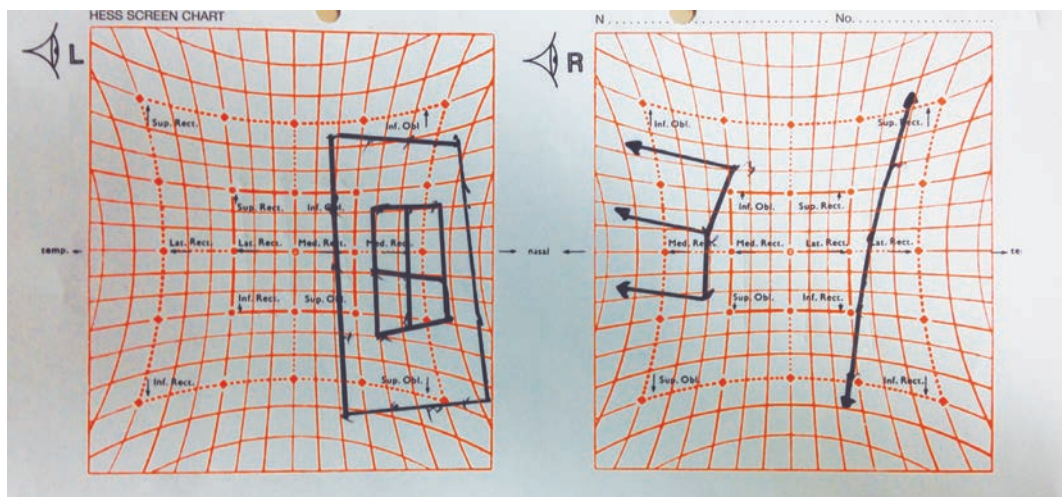 HESS SCREEN CHART
N. No.
L
R
Sup. Rect.
Inf. Obl
Inf. Obl.
Sup. Rect.
Sup. Rect.
Inf. Obl.
Inf. Obl.
Sup. Rect.
temp.
Lat. Rect.
Lat. Rect.
Med. Rect.
Med. Rect.
nasal
Med. Rect.
Med. Rect.
Lat. Rect.
Lat. Rect.
te
Inf. Rect.
Sup. Obl.
Sup. Obl.
Inf. Rect.
Inf. Rect.
Sup. Obl.
Sup. Obl.
Inf. Rect.